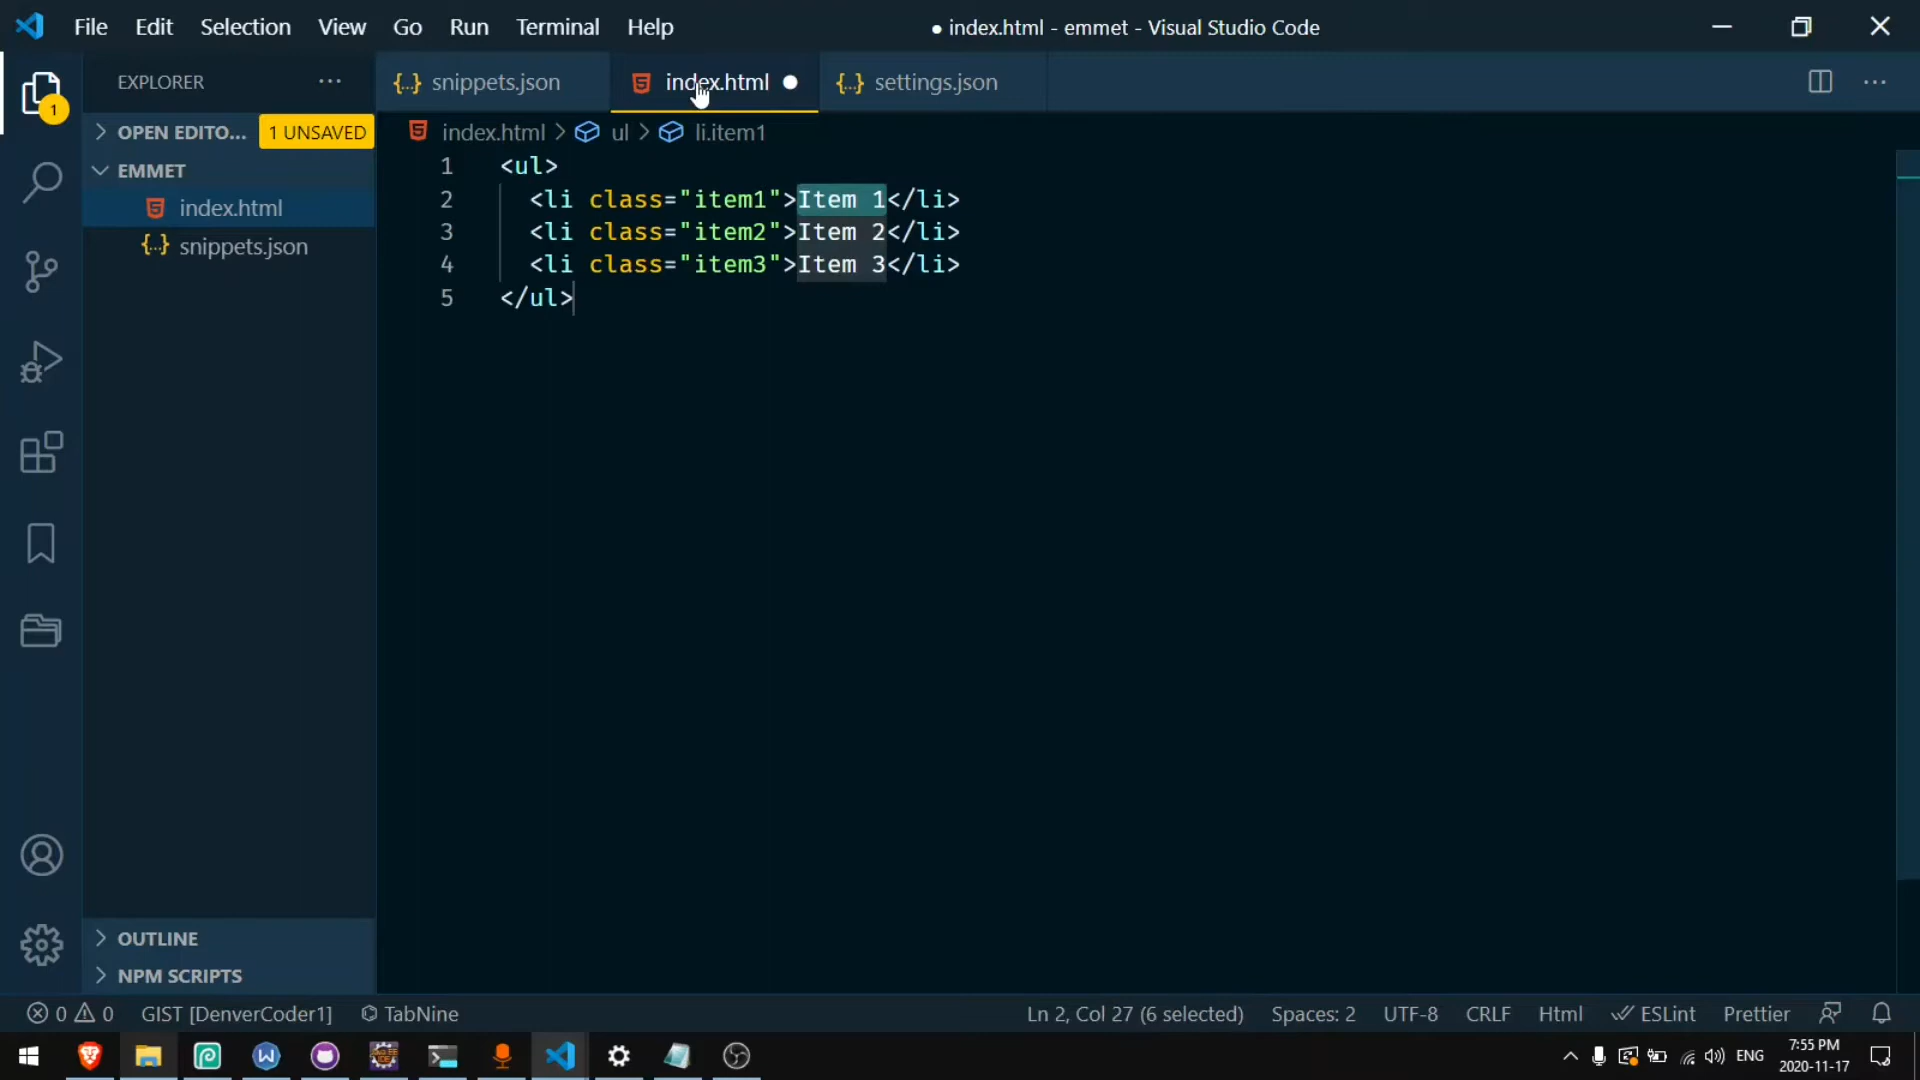 File Edit Selection View Go Run Terminal Help
● index.html - emmet - Visual Studio Code
EXPLORER
{..} snippets.json
index.html ●
{..} settings.json
1
> OPEN EDITO... 1 UNSAVED
index.html > ul > li.item1
EMMET
index.html
{..} snippets.json
1 <ul>
2 <li class="item1">Item 1</li>
3 <li class="item2">Item 2</li>
4 <li class="item3">Item 3</li>
5 </ul>
OUTLINE
NPM SCRIPTS
0 0 GIST [DenverCoder1] TabNine
Ln 2, Col 27 (6 selected) Spaces: 2 UTF-8 CRLF Html ESLint Prettier
ENG
7:55 PM
2020-11-17